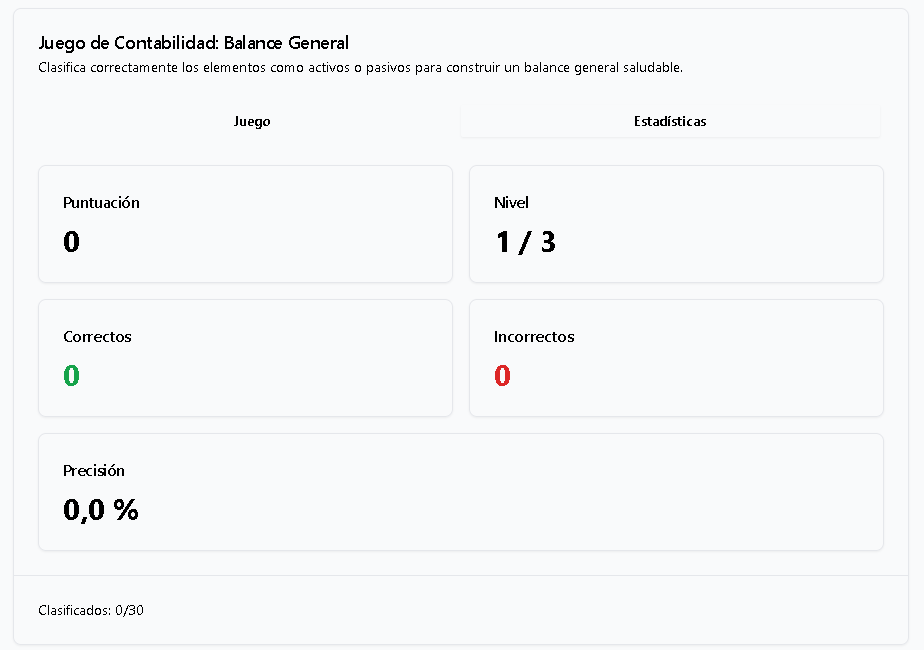 Juego de Contabilidad: Balance General
Clasifica correctamente los elementos como activos o pasivos para construir un balance general saludable.
Juego
Estadísticas
Puntuación
0
Nivel
1 / 3
Correctos
0
Incorrectos
0
Precisión
0,0 %
Clasificados: 0/30